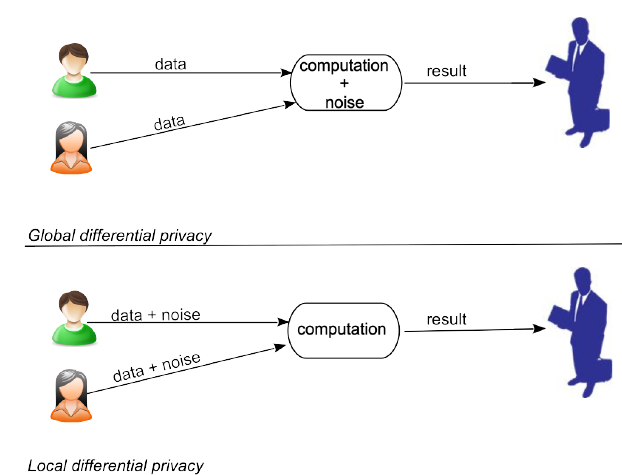 data
computation
+
noise
result
data
Global differential privacy
data + noise
computation
result
data + noise
Local differential privacy